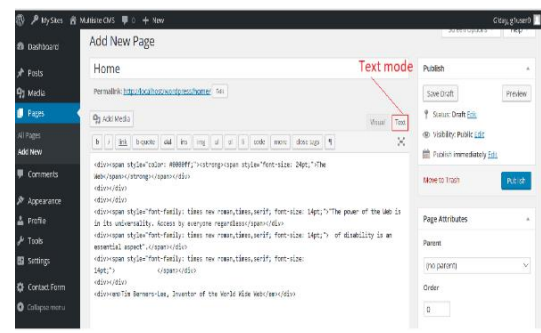 My Sites Multisite CMS 0 + New
G'day, g1user0
Dashboard
Posts
Media
Pages
All Pages
Add New
Comments
Appearance
Profile
Tools
Settings
Contact Form
Collapse menu
Add New Page
Screen Options Help
Home
Text mode
Permalink: http://localhost/wordpress/home/ Edit
Add Media
Visual Text
b i link b-quote del ins img ul ol li code more close tags ¶
<div><span style="color: #0000ff;"><strong><span style="font-size: 24pt;">The
Web</span></strong></span></div>
<div></div>
<div></div>
<div><span style="font-family: times new roman,times,serif; font-size: 14pt;">"The power of the Web is
in its universality. Access by everyone regardless</span></div>
<div><span style="font-family: times new roman,times,serif; font-size: 14pt;"> of disability is an
essential aspect".</span></div>
<div><span style="font-family: times new roman,times,serif; font-size:
14pt;"> </span></div>
<div></div>
<div><em>Tim Berners-Lee, Inventor of the World Wide Web</em></div>
Publish
Save Draft Preview
Status: Draft Edit
Visibility: Public Edit
Publish immediately Edit
Move to Trash Publish
Page Attributes
Parent
(no parent)
Order
0